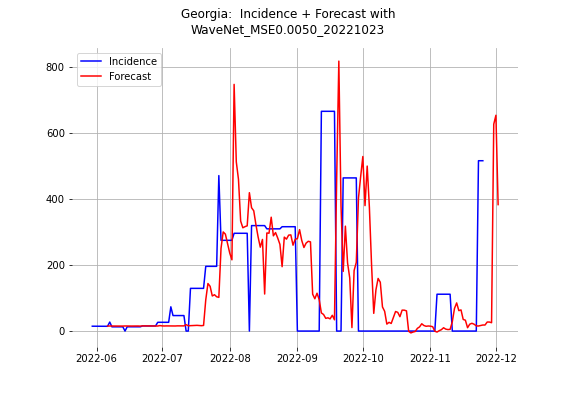 Georgia:  Incidence + Forecast with
WaveNet_MSE0.0050_20221023
Incidence
Forecast
800
600
400
200
0
2022-06 2022-07 2022-08 2022-09 2022-10 2022-11 2022-12